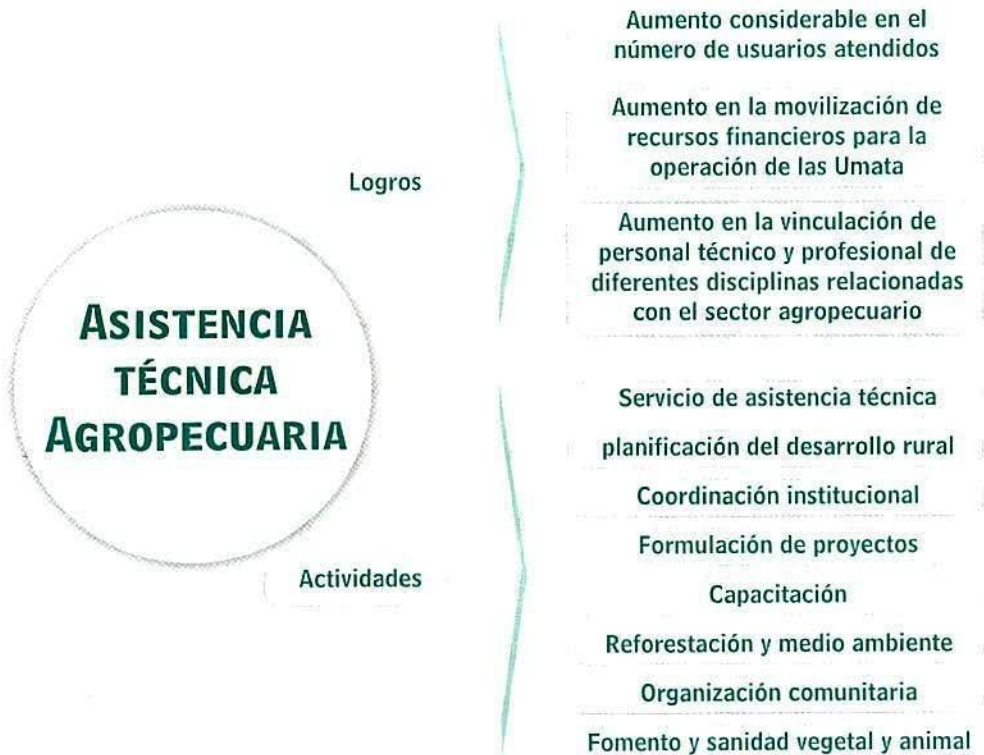 Aumento considerable en el
número de usuarios atendidos
Aumento en la movilización de
recursos financieros para la
operación de las Umata
Logros
Aumento en la vinculación de
personal técnico y profesional de
diferentes disciplinas relacionadas
con el sector agropecuario
ASISTENCIA
TÉCNICA
AGROPECUARIA
Servicio de asistencia técnica
planificación del desarrollo rural
Coordinación institucional
Formulación de proyectos
Actividades
Capacitación
Reforestación y medio ambiente
Organización comunitaria
Fomento y sanidad vegetal y animal